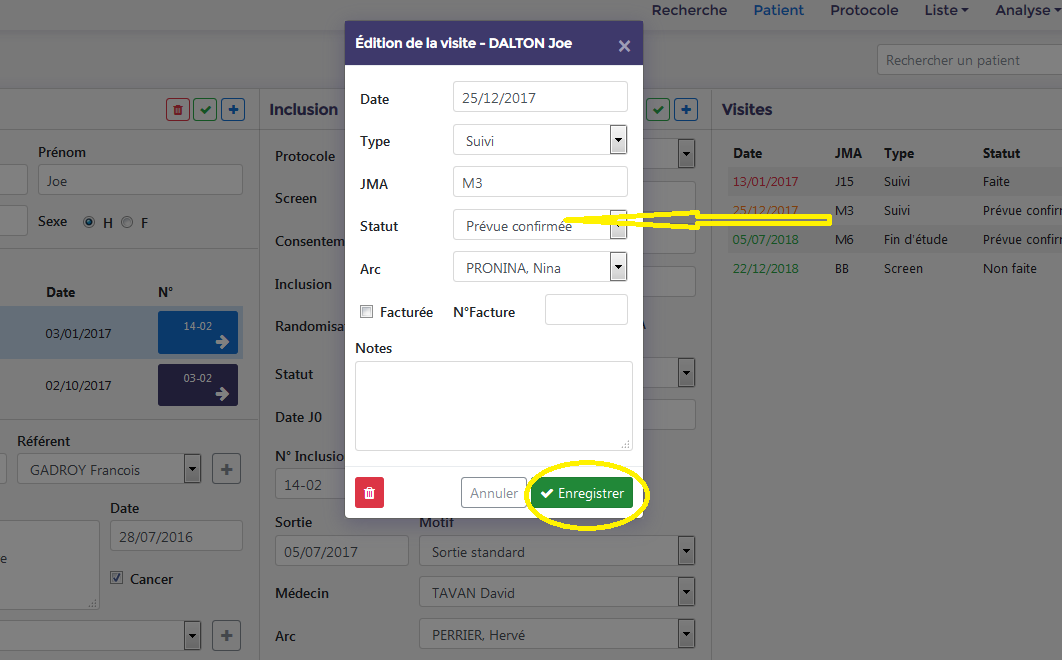 Recherche Patient Protocole Liste Analyse
Rechercher un patient
Édition de la visite - DALTON Joe ×
Date 25/12/2017
Type Suivi
JMA M3
Statut Prévue confirmée
Arc PRONINA, Nina
Facturée N°Facture
Notes
Annuler Enregistrer
Prénom
Joe
Sexe H F
Date N°
03/01/2017 14-02
02/10/2017 03-02
Référent
GADROY Francois
Date
28/07/2016
e
Cancer
Inclusion
Protocole
Screen
Consentem
Inclusion
Randomisa
Statut
Date J0
N° Inclusio
14-02
Sortie Motif
05/07/2017 Sortie standard
Médecin TAVAN David
Arc PERRIER, Hervé
Visites
Date JMA Type Statut
13/01/2017 J15 Suivi Faite
25/12/2017 M3 Suivi Prévue confirm
05/07/2018 M6 Fin d'étude Prévue confirm
22/12/2018 BB Screen Non faite